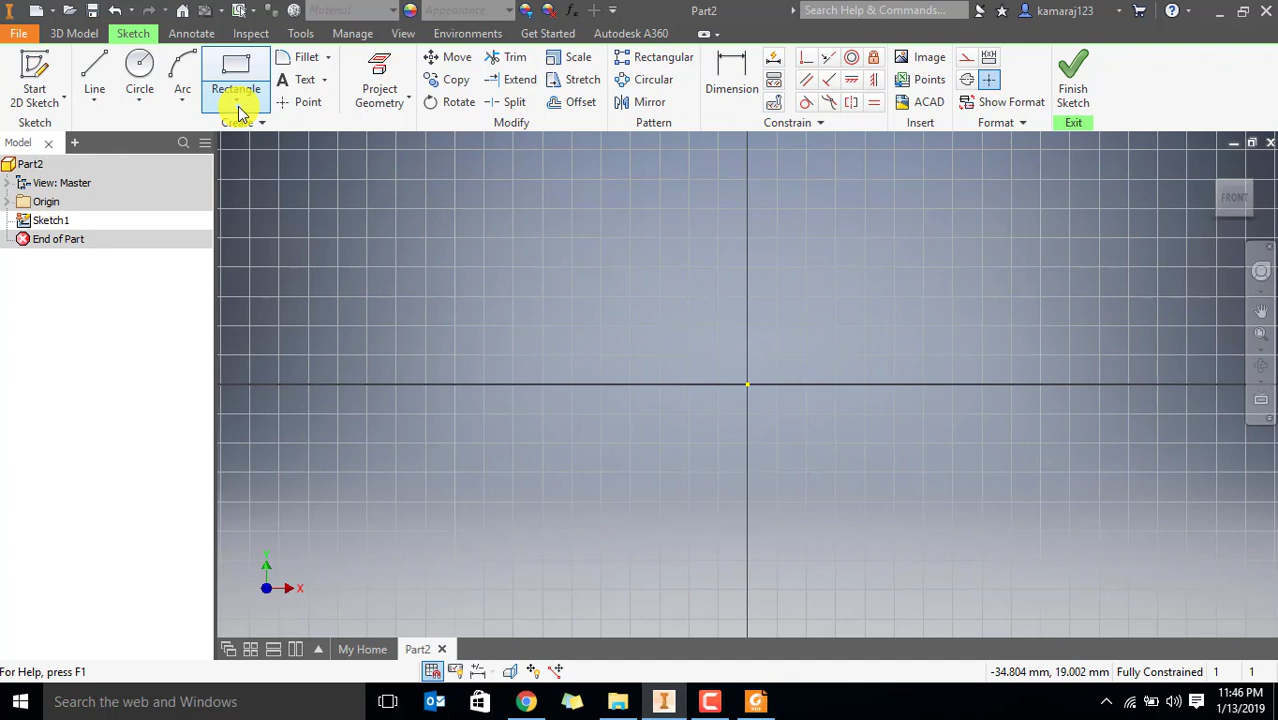 Material
Appearance
Part2
Search Help & Commands...
kamaraj123
File
3D Model
Sketch
Annotate
Inspect
Tools
Manage
View
Environments
Get Started
Autodesk A360
Start
2D Sketch
Line
Circle
Arc
Rectangle
Fillet
Text
Point
Project
Geometry
Move
Copy
Rotate
Trim
Extend
Split
Scale
Stretch
Offset
Rectangular
Circular
Mirror
Dimension
Image
Points
ACAD
Show Format
Finish
Sketch
Sketch
Create
Modify
Pattern
Constrain
Insert
Format
Exit
Model
Part2
View: Master
Origin
Sketch1
End of Part
FRONT
Y
X
My Home
Part2
For Help, press F1
-34.804 mm, 19.002 mm
Fully Constrained
1
1
Search the web and Windows
11:46 PM
1/13/2019